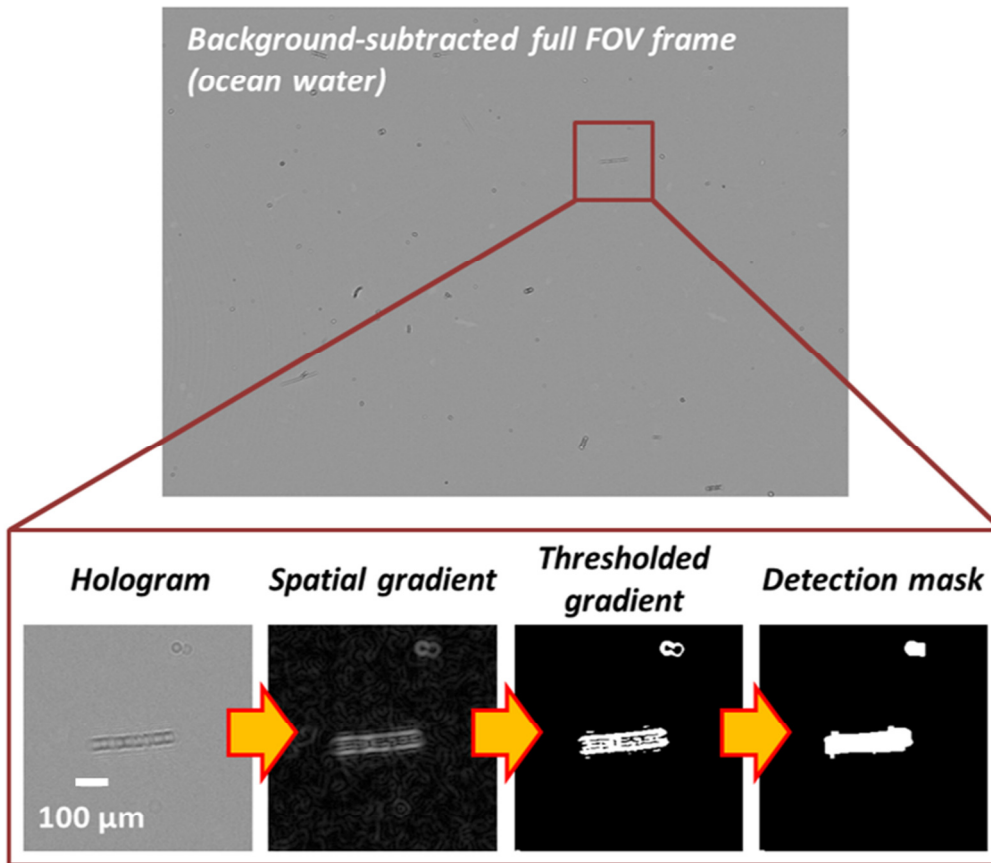 Background-subtracted full FOV frame
(ocean water)
Hologram
Spatial gradient
Thresholded
gradient
Detection mask
100 µm